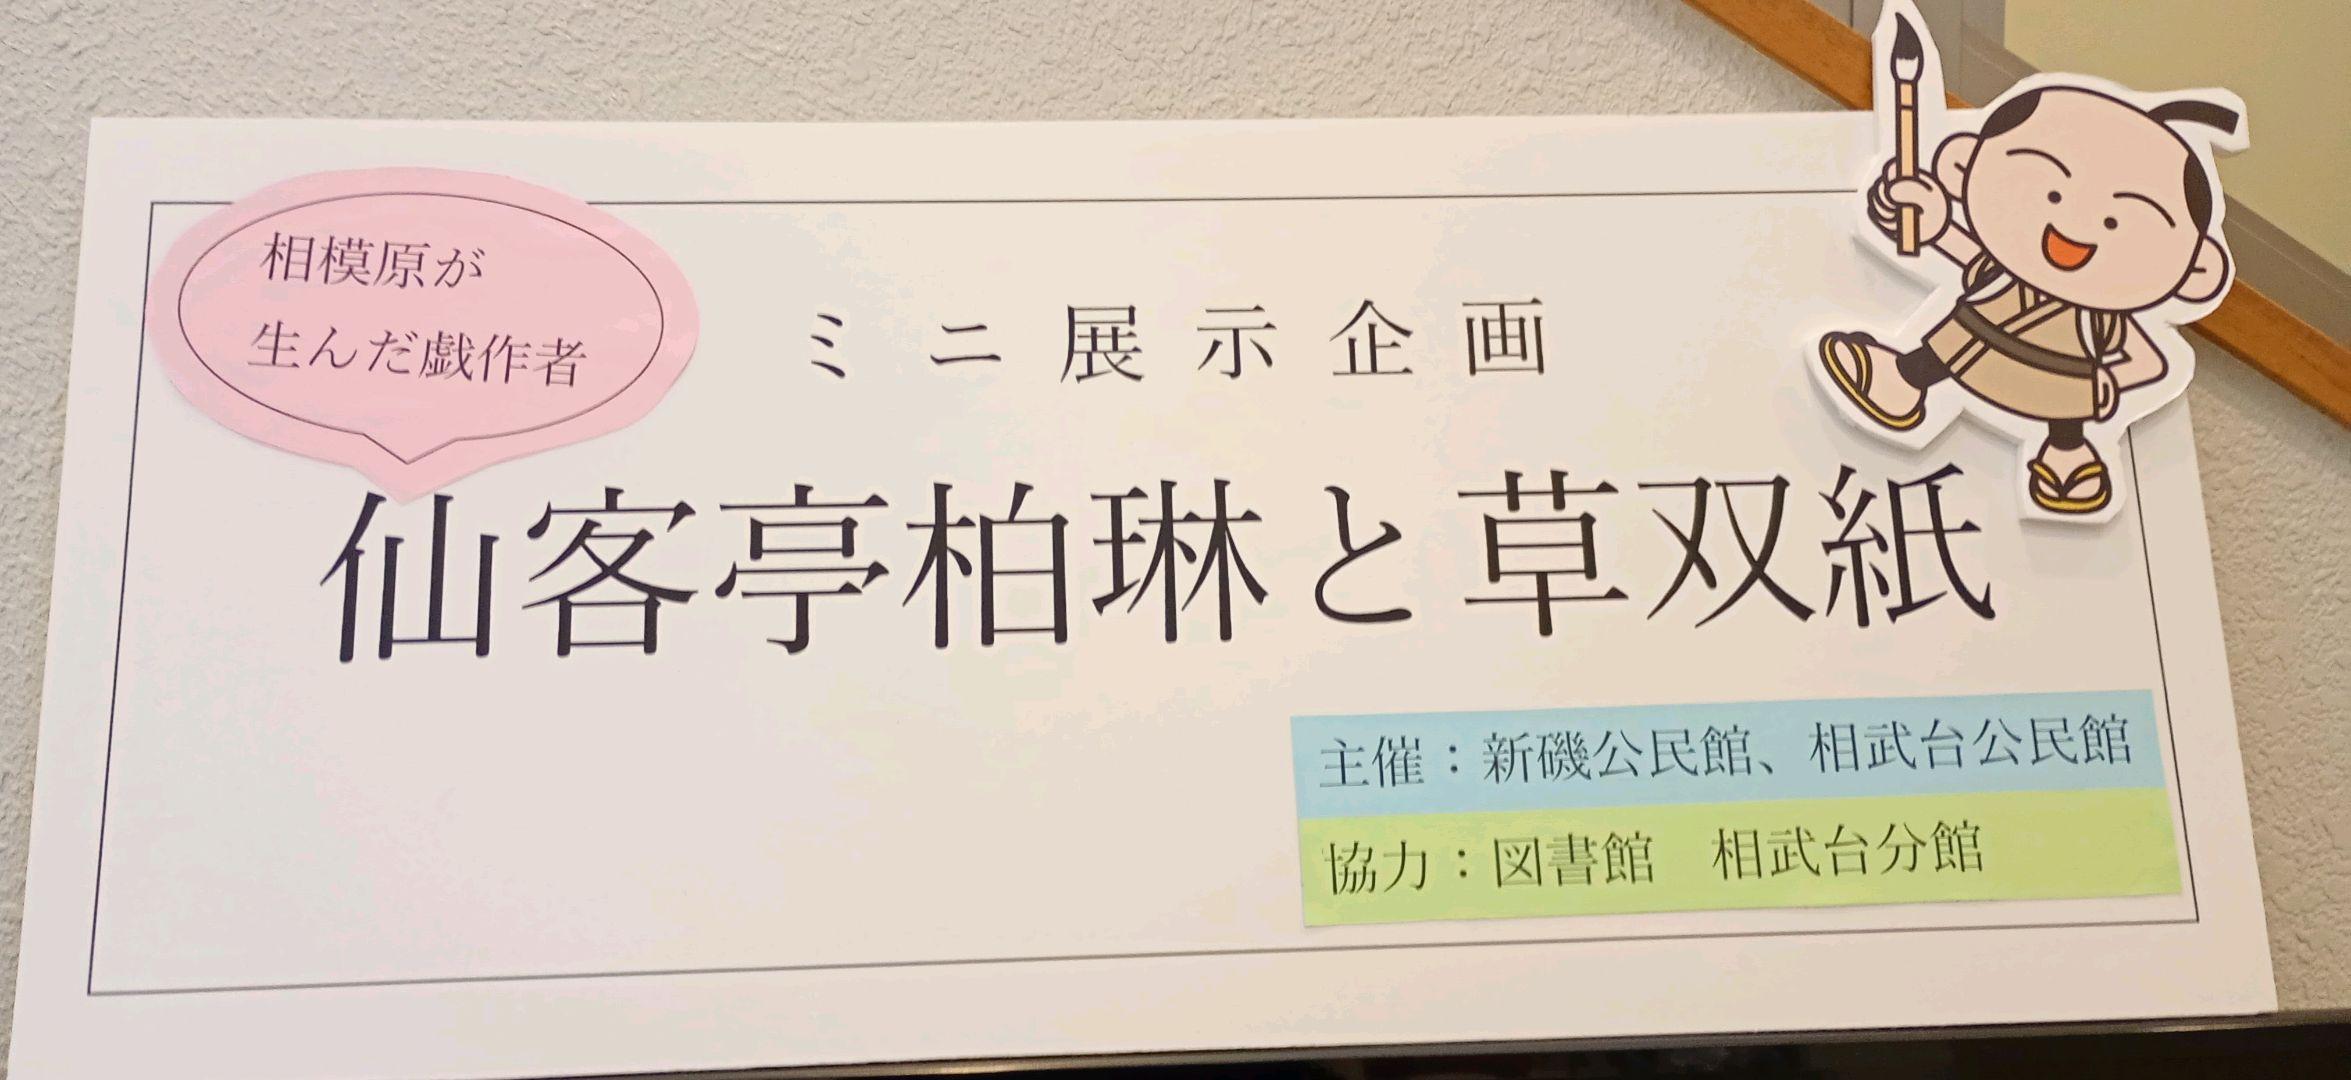 相模原が
生んだ戯作者
ミニ展示企画
仙客亭柏琳と草双紙
主催：新磯公民館、相武台公民館
協力：図書館　相武台分館